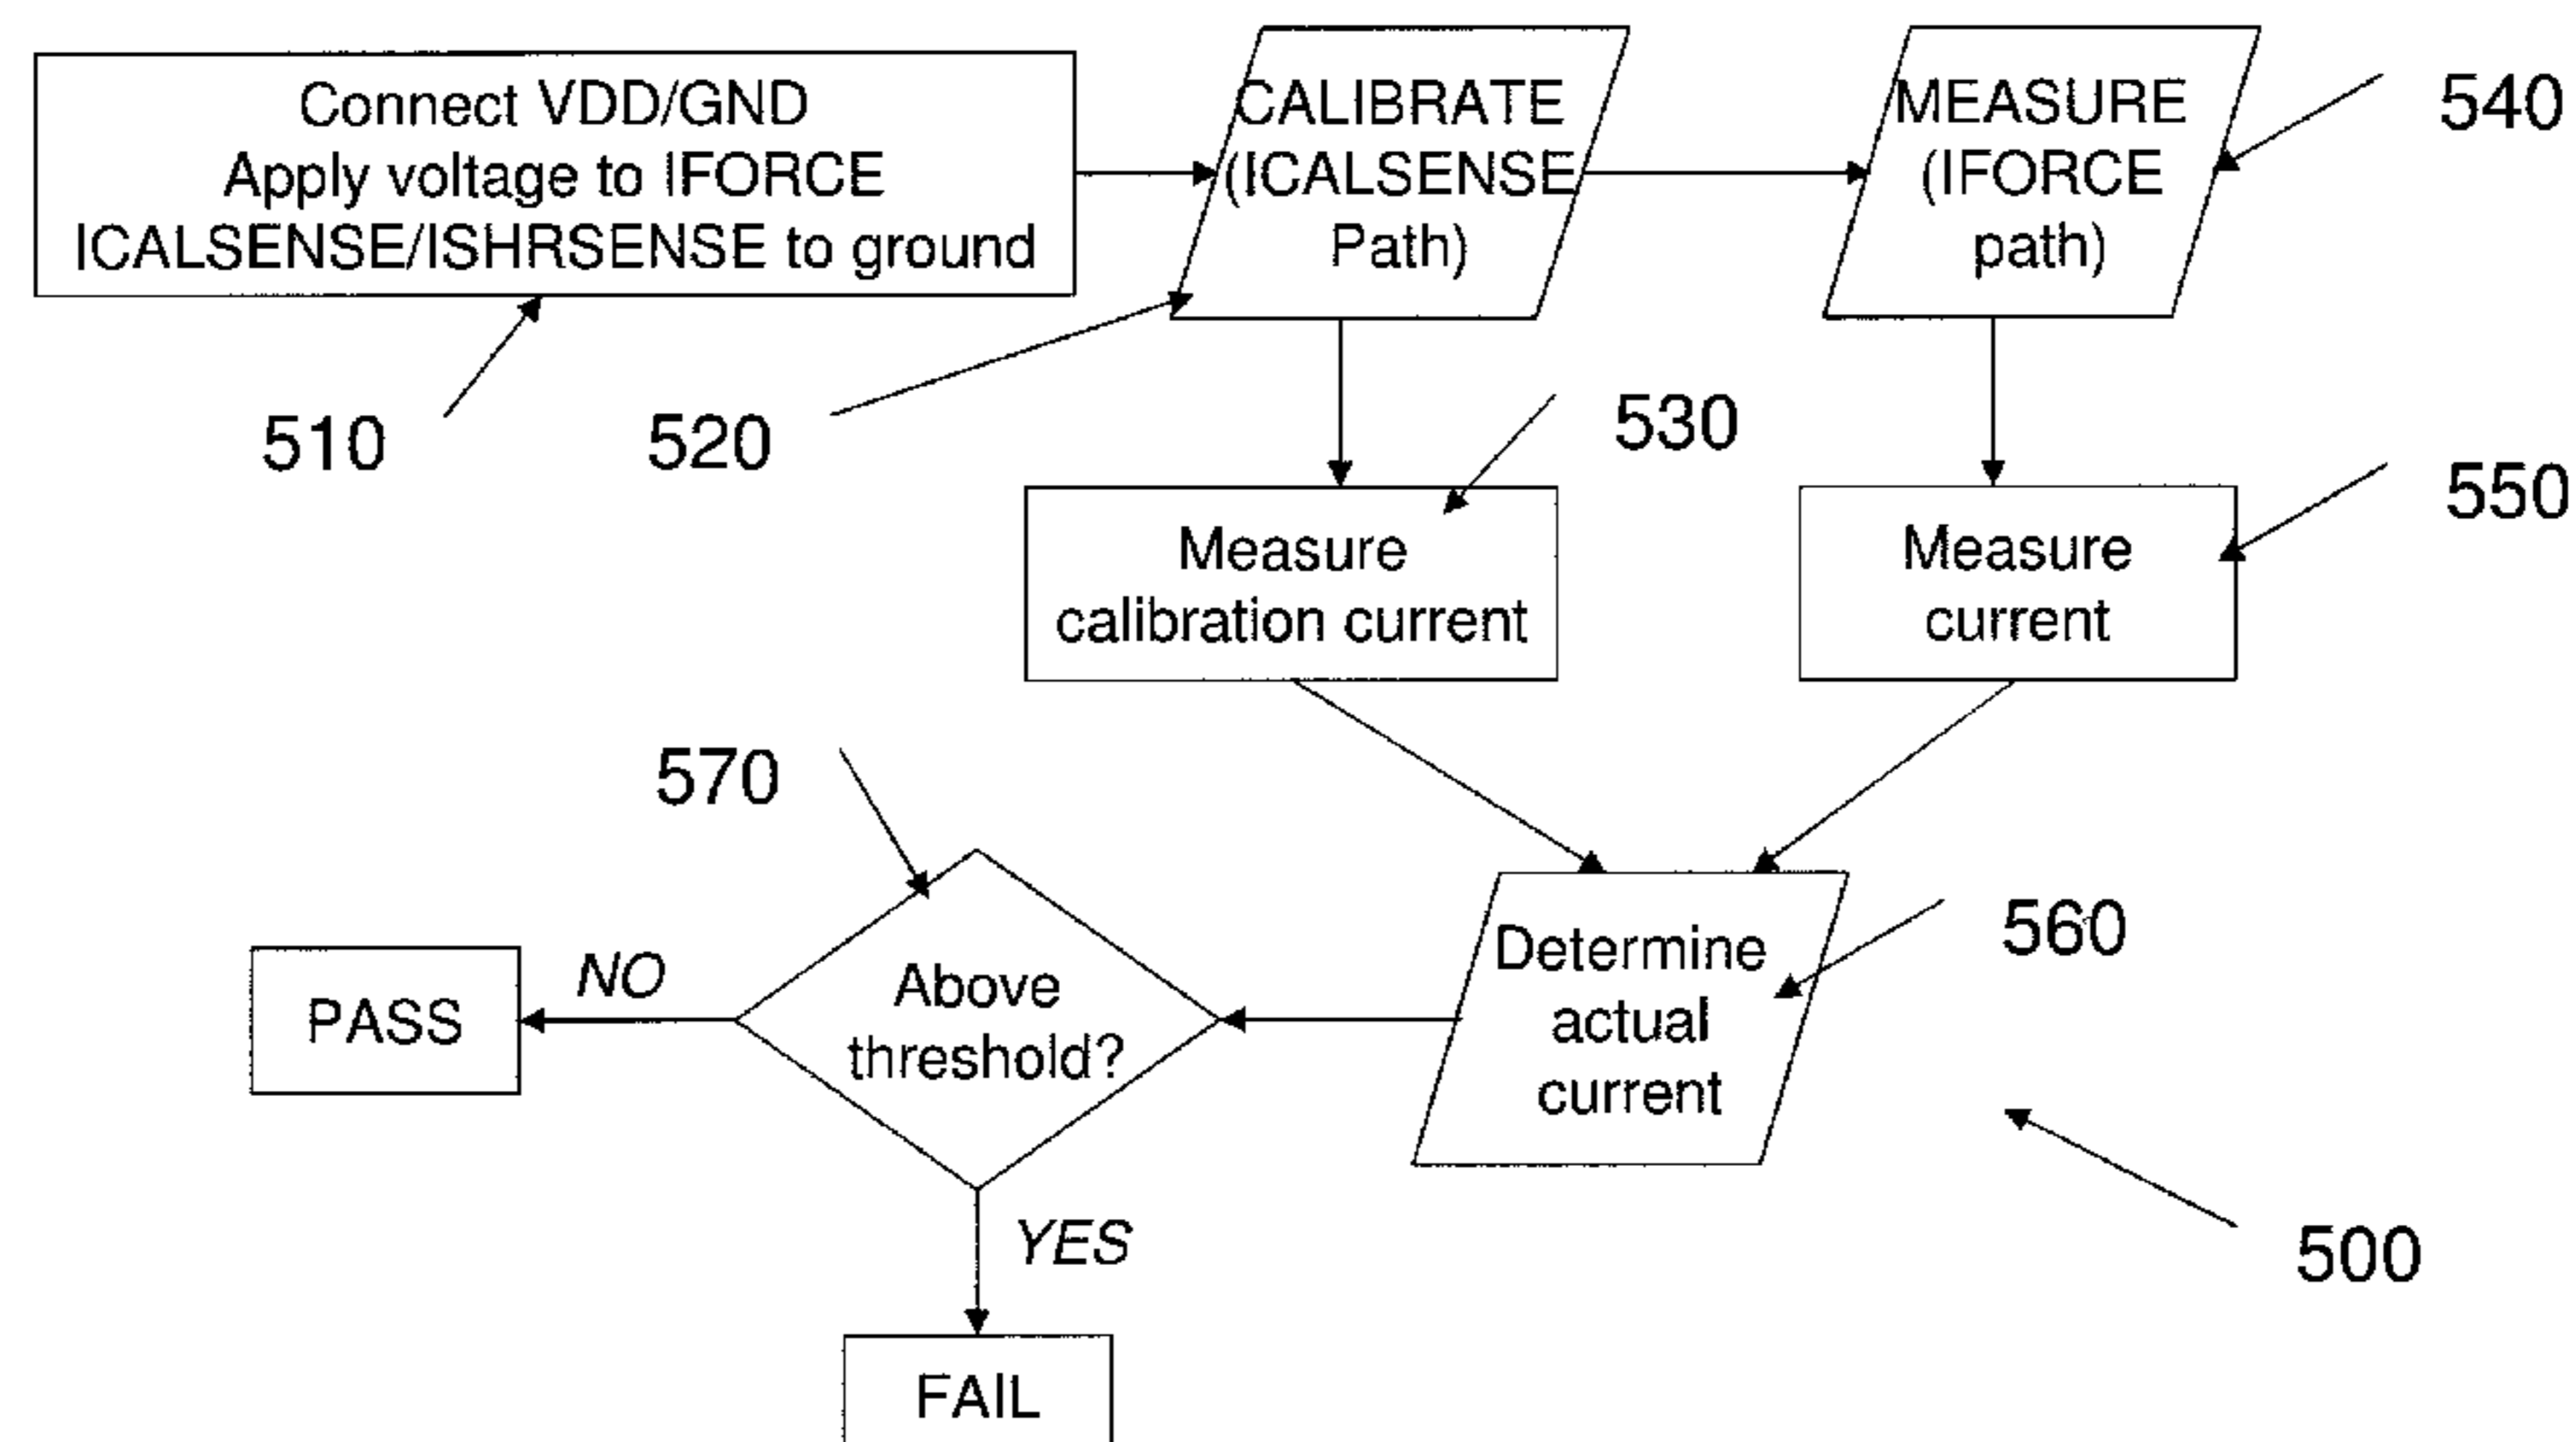 Connect VDD/GND
Apply voltage to IFORCE
ICALSENSE/ISHRSENSE to ground
CALIBRATE
(ICALSENSE
Path)
MEASURE
(IFORCE
path)
540
510
520
530
550
Measure
calibration current
Measure
current
570
560
Determine
actual
current
Above
threshold?
NO
PASS
YES
500
FAIL